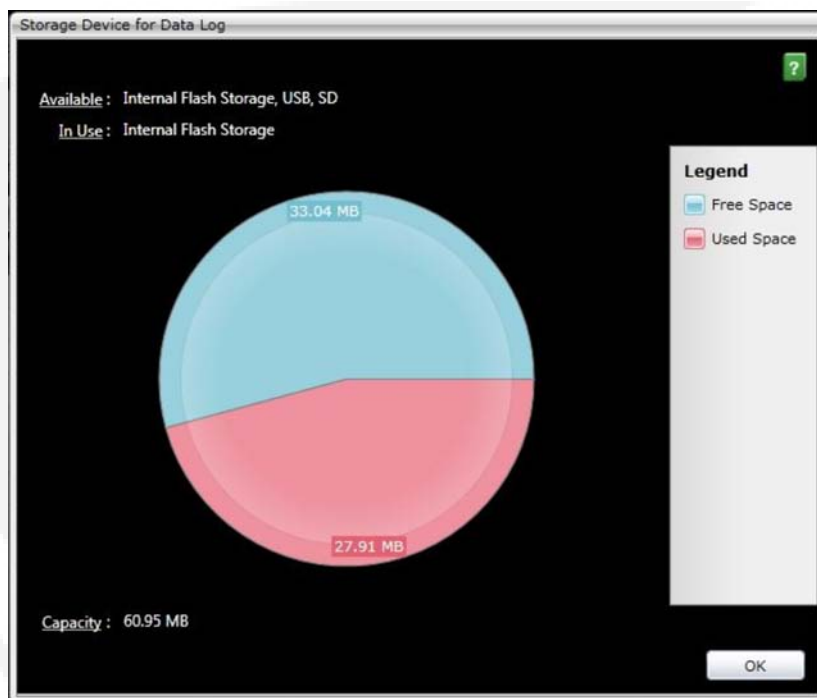 Storage Device for Data Log
?
Available : Internal Flash Storage, USB, SD
In Use : Internal Flash Storage
Legend
Free Space
Used Space
33.04 MB
27.91 MB
Capacity : 60.95 MB
OK